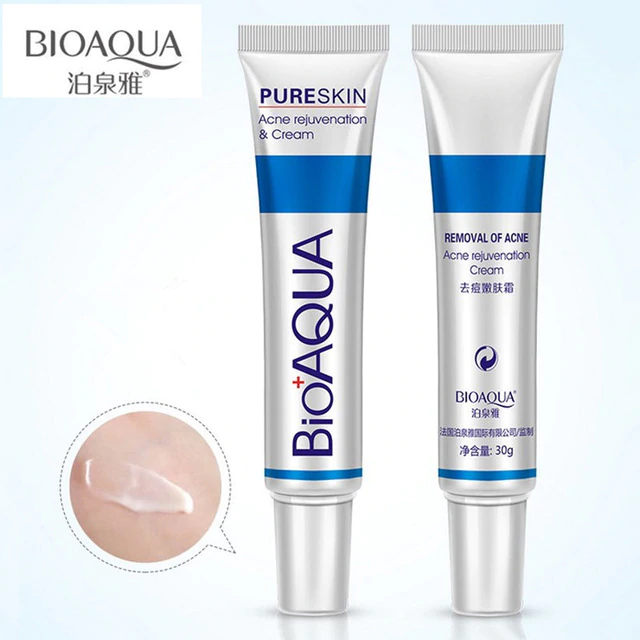 BIOAQUA
泊泉雅®
PURESKIN
Acne rejuvenation
& Cream
BIOAQUA
REMOVAL OF ACNE
Acne rejuvenation
Cream
去痘嫩肤霜
BIOAQUA®
泊泉雅
法国泊泉雅国际有限公司/监制
净含量: 30g